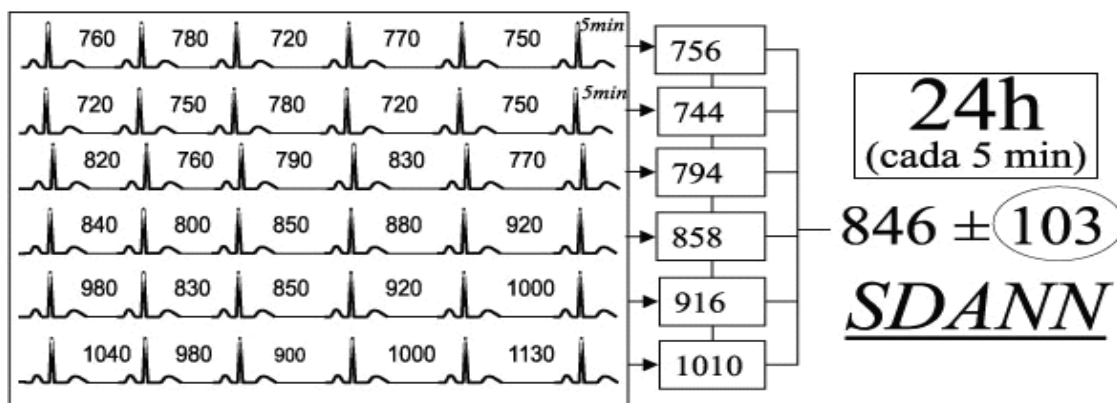 760 780 720 770 750 5min 756
720 750 780 720 750 5min 744
820 760 790 830 770 794
840 800 850 880 920 858
980 830 850 920 1000 916
1040 980 900 1000 1130 1010
24h
(cada 5 min)
846 ± 103
SDANN